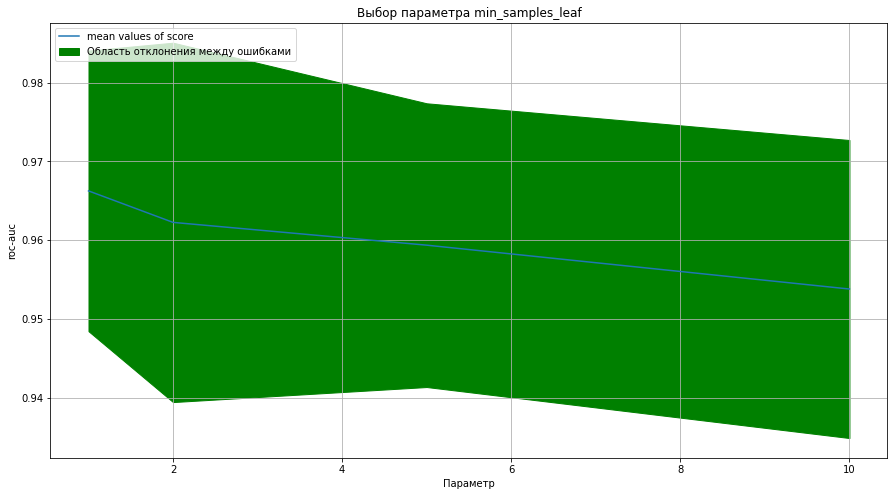 Выбор параметра min_samples_leaf
mean values of score
Область отклонения между ошибками
0.98
0.97
0.96
0.95
0.94
roc-auc
2
4
6
8
10
Параметр